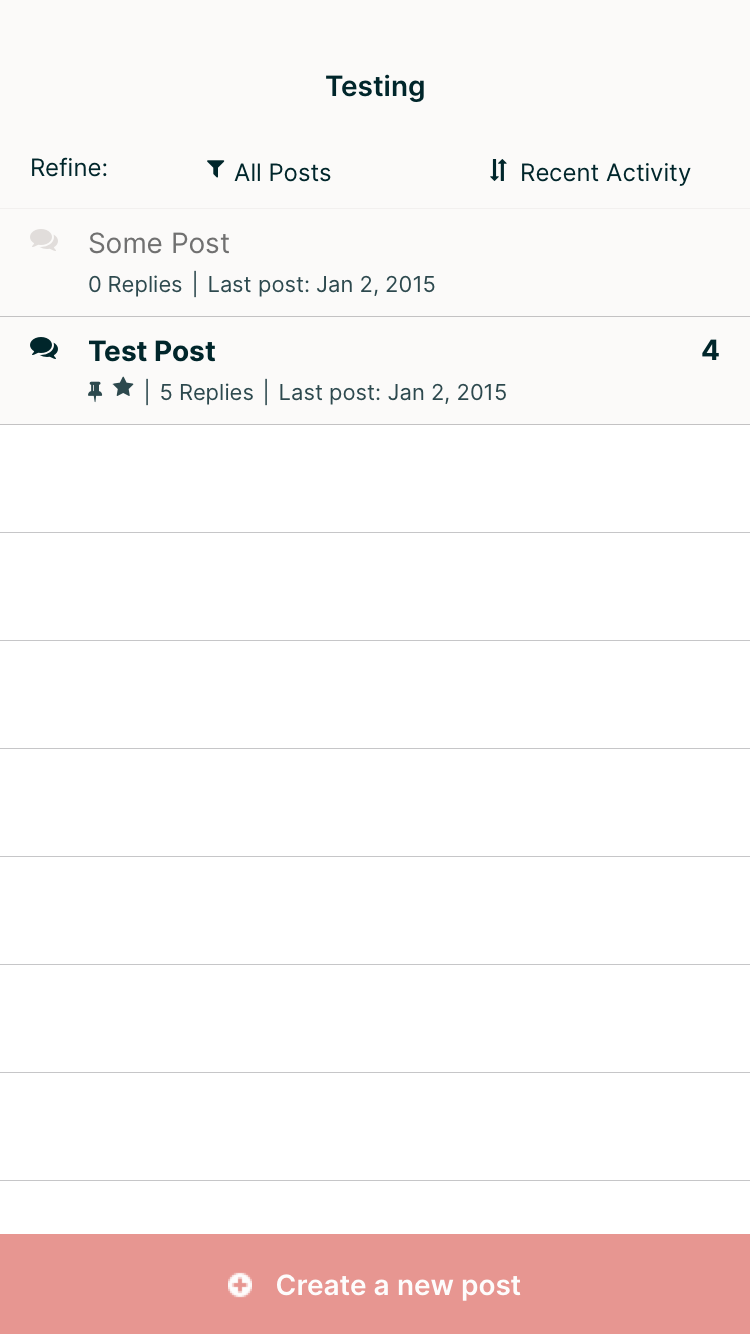 Testing
Refine: All Posts Recent Activity
Some Post
0 Replies | Last post: Jan 2, 2015
Test Post 4
| 5 Replies | Last post: Jan 2, 2015
Create a new post